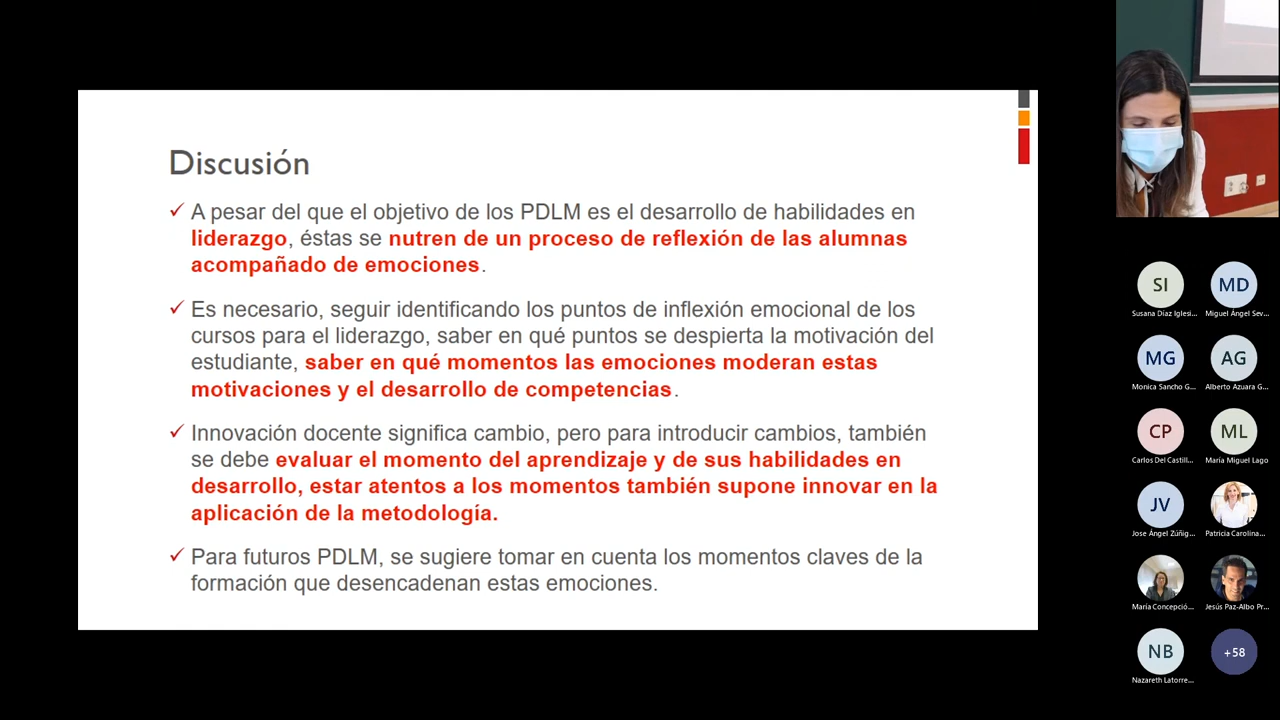 Discusión
A pesar del que el objetivo de los PDLM es el desarrollo de habilidades en
liderazgo, éstas se nutren de un proceso de reflexión de las alumnas
acompañado de emociones.
Es necesario, seguir identificando los puntos de inflexión emocional de los
cursos para el liderazgo, saber en qué puntos se despierta la motivación del
estudiante, saber en qué momentos las emociones moderan estas
motivaciones y el desarrollo de competencias.
Innovación docente significa cambio, pero para introducir cambios, también
se debe evaluar el momento del aprendizaje y de sus habilidades en
desarrollo, estar atentos a los momentos también supone innovar en la
aplicación de la metodología.
Para futuros PDLM, se sugiere tomar en cuenta los momentos claves de la
formación que desencadenan estas emociones.
SI MD
Susana Díaz Iglesi... Miguel Ángel Sev...
MG AG
Monica Sancho G... Alberto Azuara G...
CP ML
Carlos Del Castill... María Miguel Lago
JV
Jose Ángel Zúñig... Patricia Carolina...
María Concepció... Jesús Paz-Albo Pr...
NB +58
Nazareth Latorre...